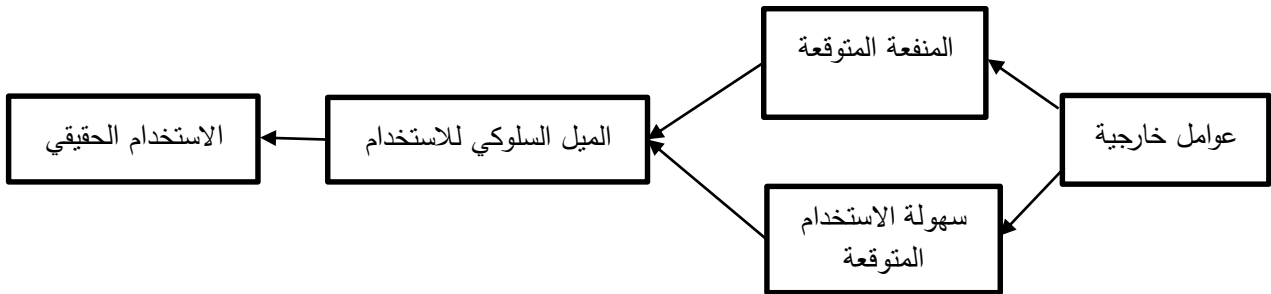 عوامل خارجية
المنفعة المتوقعة
سهولة الاستخدام
المتوقعة
الميل السلوكي للاستخدام
الاستخدام الحقيقي